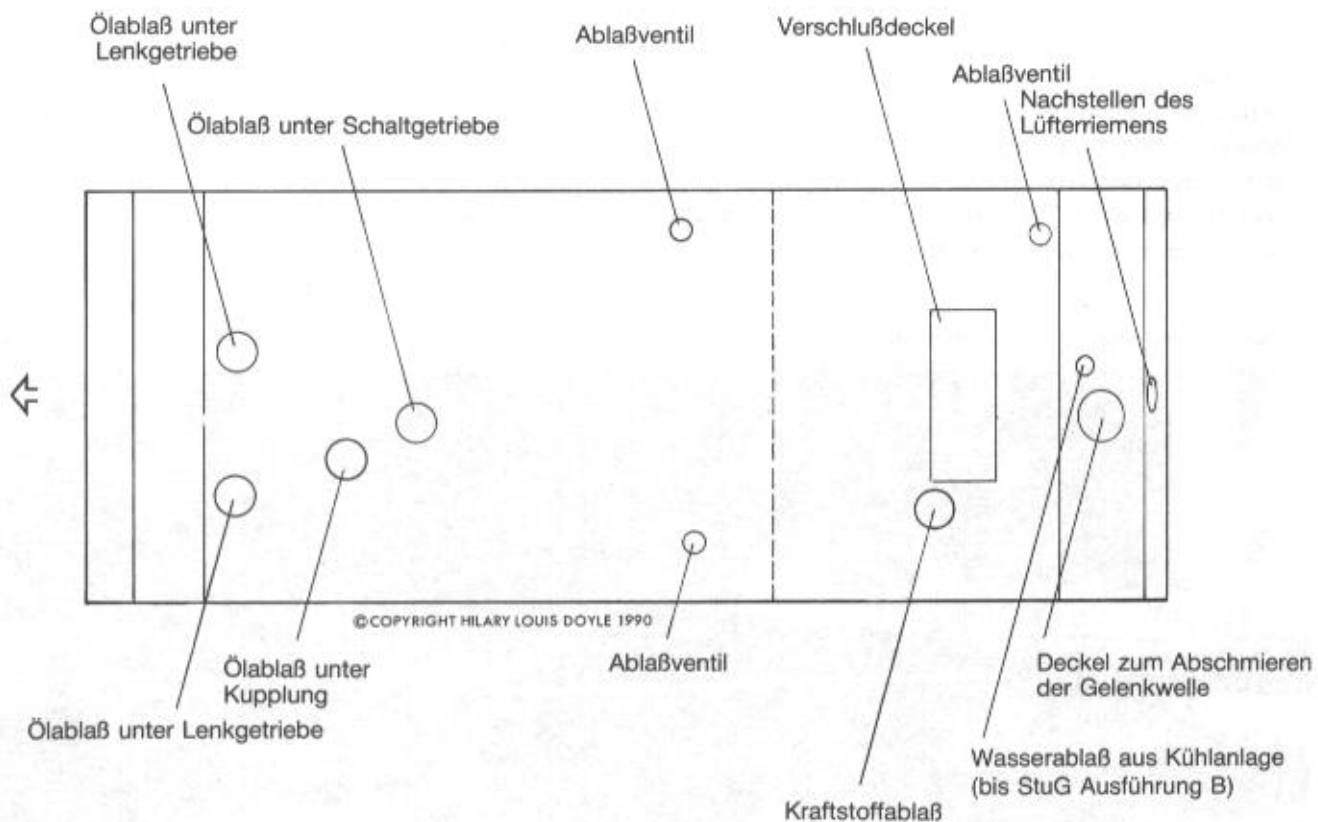 Ölablaß unter
Lenkgetriebe
Ablaßventil
Verschlußdeckel
Ablaßventil
Nachstellen des
Lüfterriemens
Ölablaß unter Schaltgetriebe
©COPYRIGHT HILARY LOUIS DOYLE 1990
Ölablaß unter
Kupplung
Ölablaß unter Lenkgetriebe
Ablaßventil
Deckel zum Abschmieren
der Gelenkwelle
Wasserablaß aus Kühlanlage
(bis StuG Ausführung B)
Kraftstoffablaß